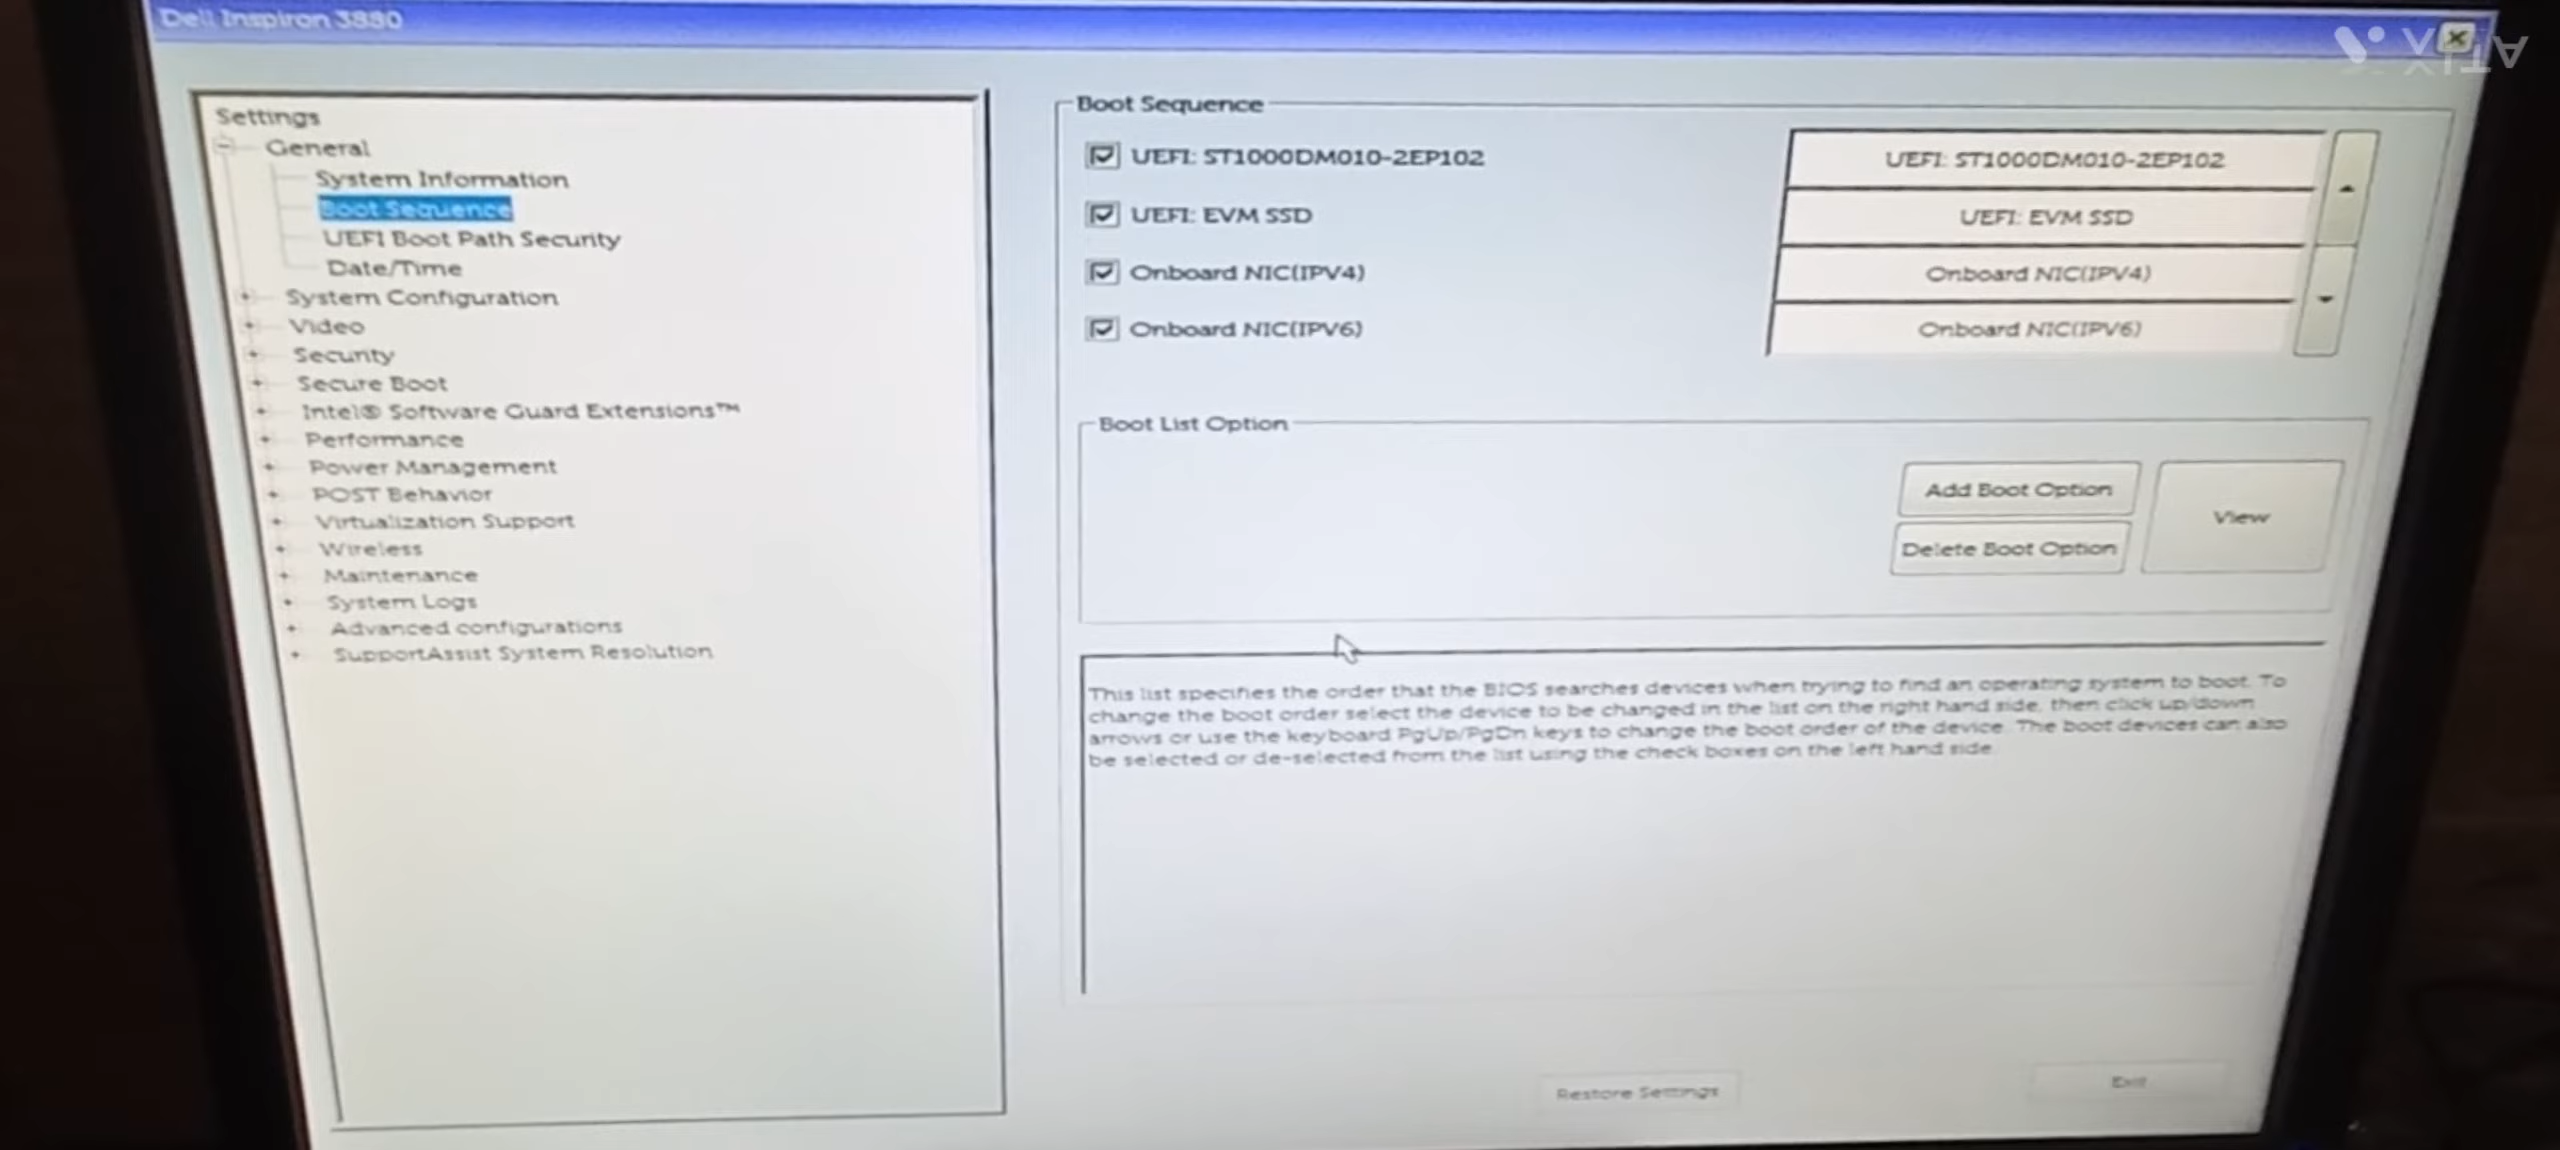 Dell Inspiron 3880
Settings
General
System Information
Boot Sequence
UEFI Boot Path Security
Date/Time
System Configuration
Video
Security
Secure Boot
Intel® Software Guard Extensions™
Performance
Power Management
POST Behavior
Virtualization Support
Wireless
Maintenance
System Logs
Advanced configurations
SupportAssist System Resolution
Boot Sequence
UEFI: ST1000DM010-2EP102
UEFI: EVM SSD
Onboard NIC(IPV4)
Onboard NIC(IPV6)
UEFI: ST1000DM010-2EP102
UEFI: EVM SSD
Onboard NIC(IPV4)
Onboard NIC(IPV6)
Boot List Option
Add Boot Option
Delete Boot Option
View
This list specifies the order that the BIOS searches devices when trying to find an operating system to boot. To
change the boot order select the device to be changed in the list on the right hand side, then click up/down
arrows or use the keyboard PgUp/PgDn keys to change the boot order of the device. The boot devices can also
be selected or de-selected from the list using the check boxes on the left hand side.
Restore Settings
Exit